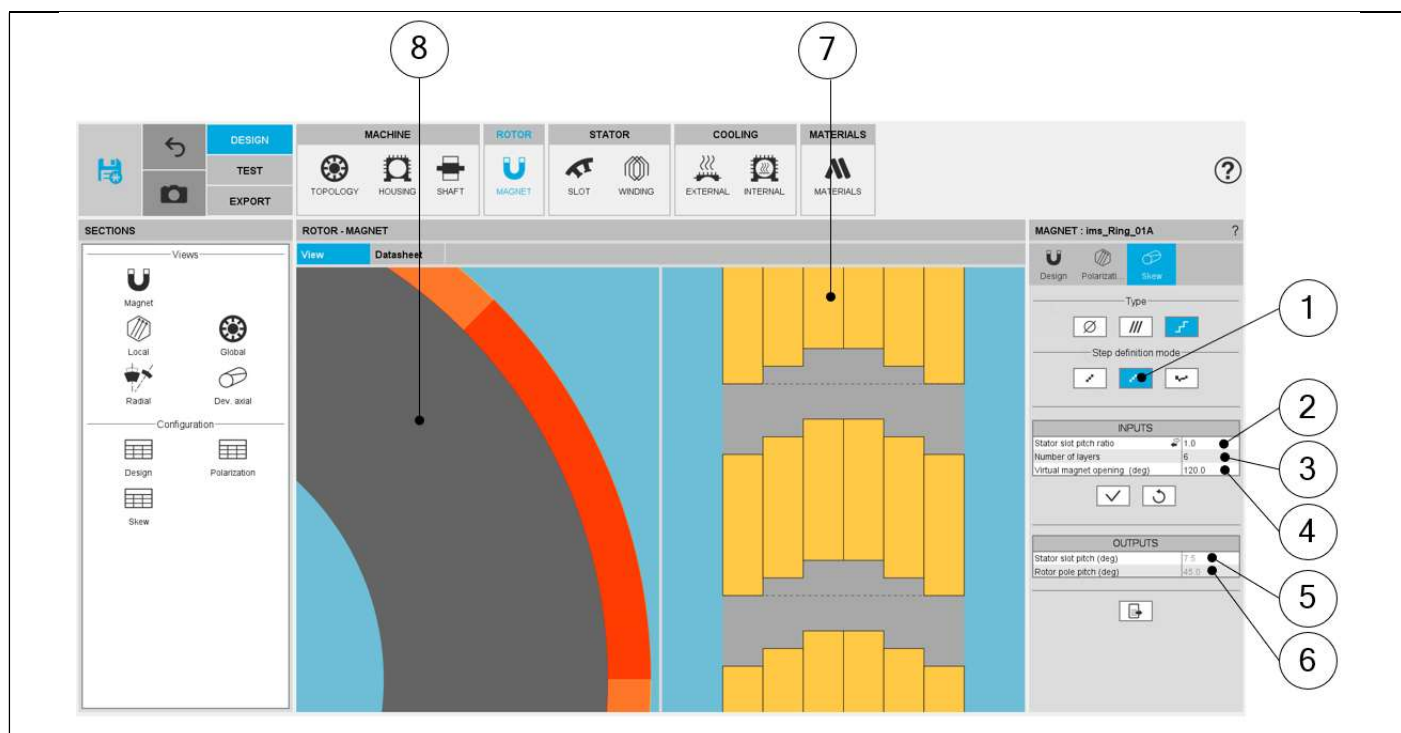 8
7
DESIGN
TEST
EXPORT
MACHINE
TOPOLOGY
HOUSING
SHAFT
ROTOR
MAGNET
STATOR
SLOT
WINDING
COOLING
EXTERNAL
INTERNAL
MATERIALS
MATERIALS
?
SECTIONS
Views
Magnet
Local
Global
Radial
Dev. axial
Configuration
Design
Polarization
Skew
ROTOR - MAGNET
View
Datasheet
MAGNET : ims_Ring_01A ?
Design
Polarizati...
Skew
Type
Step definition mode
INPUTS
Stator slot pitch ratio 1.0
Number of layers 6
Virtual magnet opening (deg) 120.0
OUTPUTS
Stator slot pitch (deg) 7.5
Rotor pole pitch (deg) 45.0
1
2
3
4
5
6